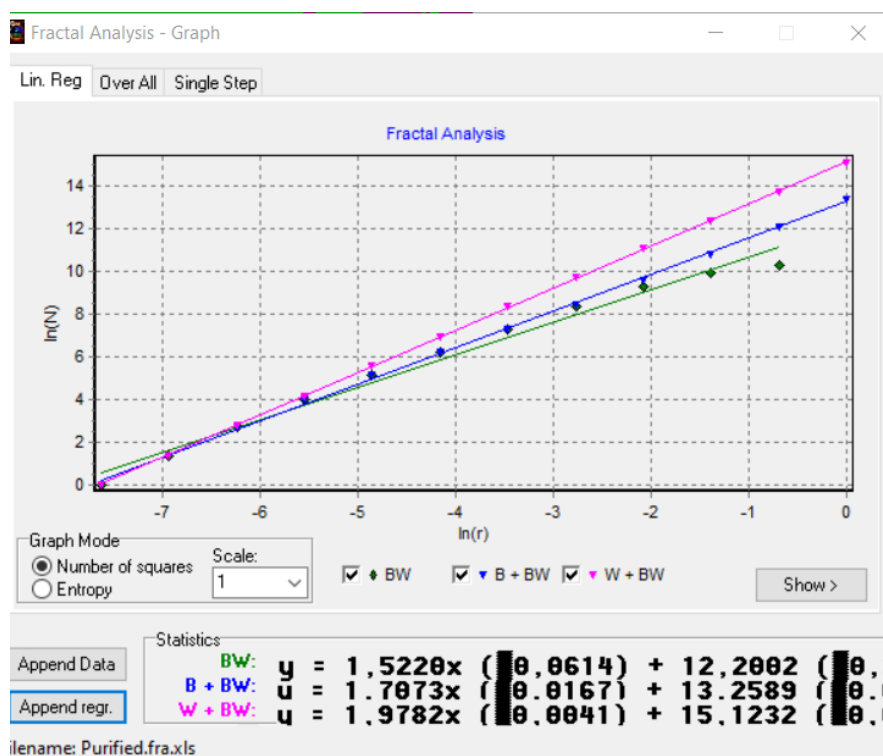 Fractal Analysis - Graph
Lin. Reg Over All Single Step
Fractal Analysis
14
12
10
8
6
4
2
0
ln(N)
-7 -6 -5 -4 -3 -2 -1 0
ln(r)
Graph Mode
Number of squares
Entropy
Scale:
1
BW B + BW W + BW
Show >
Append Data
Append regr.
Statistics
BW: y = 1,5220x ( 0,0614) + 12,2002 ( 0,
B + BW: y = 1.7073x ( 0.0167) + 13.2589 ( 0.
W + BW: y = 1,9782x ( 0,0041) + 15,1232 ( 0,
ilename: Purified.fra.xls